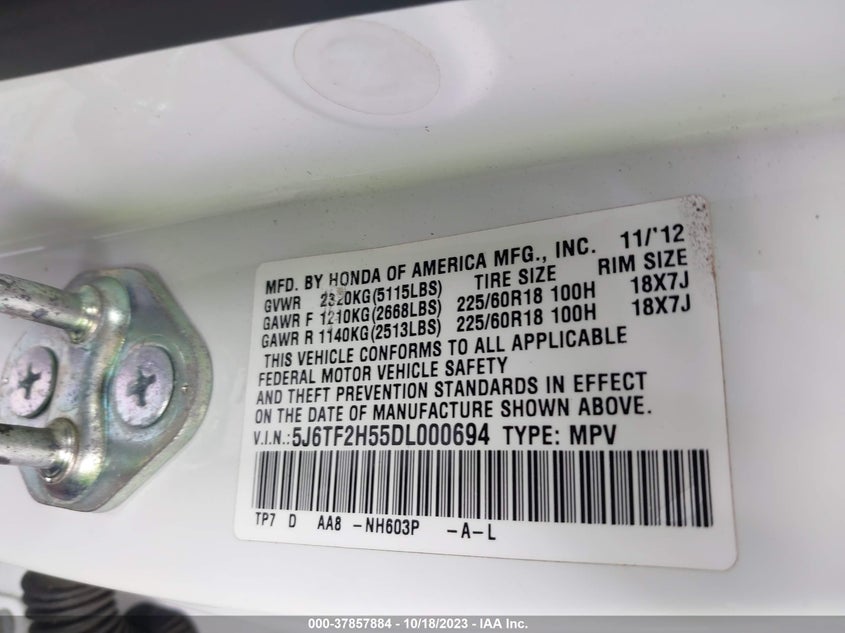 MFD. BY HONDA OF AMERICA MFG., INC. 11/'12
GVWR 2320KG(5115LBS) TIRE SIZE RIM SIZE
GAWR F 1210KG(2668LBS) 225/60R18 100H 18X7J
GAWR R 1140KG(2513LBS) 225/60R18 100H 18X7J
THIS VEHICLE CONFORMS TO ALL APPLICABLE
FEDERAL MOTOR VEHICLE SAFETY
AND THEFT PREVENTION STANDARDS IN EFFECT
ON THE DATE OF MANUFACTURE SHOWN ABOVE.
V.I.N.:5J6TF2H55DL000694 TYPE: MPV
TP7 D AA8 -NH603P -A-L
000-37857884 - 10/18/2023 - IAA Inc.